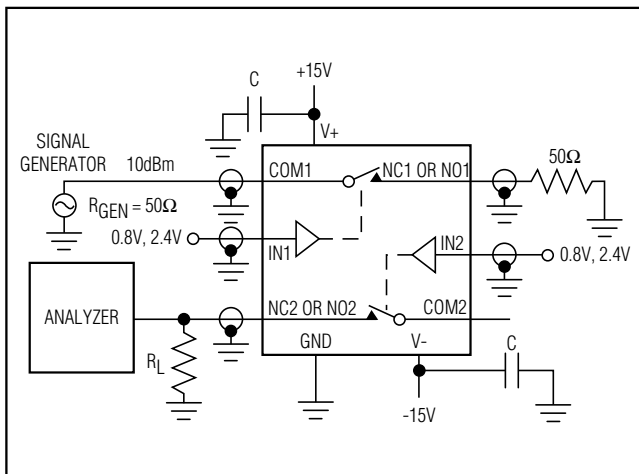 +15V
C
V+
SIGNAL
GENERATOR
10dBm
COM1
NC1 OR NO1
50Ω
RGEN = 50Ω
0.8V, 2.4V
IN1
IN2
0.8V, 2.4V
ANALYZER
NC2 OR NO2
COM2
RL
GND
V-
C
-15V